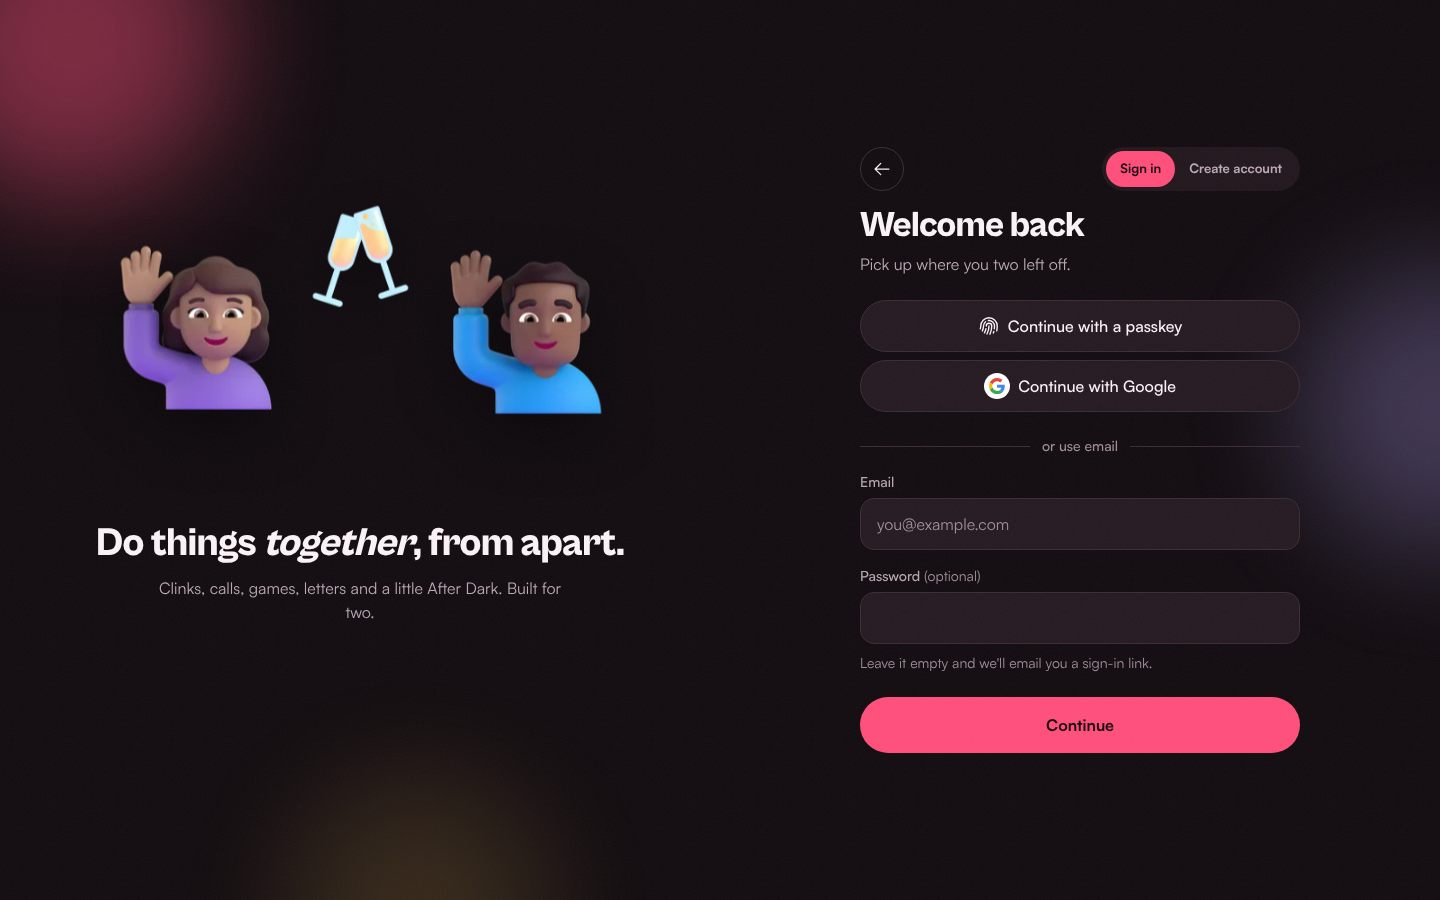 Sign in
Create account
Welcome back
Pick up where you two left off.
Continue with a passkey
Continue with Google
or use email
Email
you@example.com
Password (optional)
Leave it empty and we'll email you a sign-in link.
Continue
Do things together, from apart.
Clinks, calls, games, letters and a little After Dark. Built for
two.